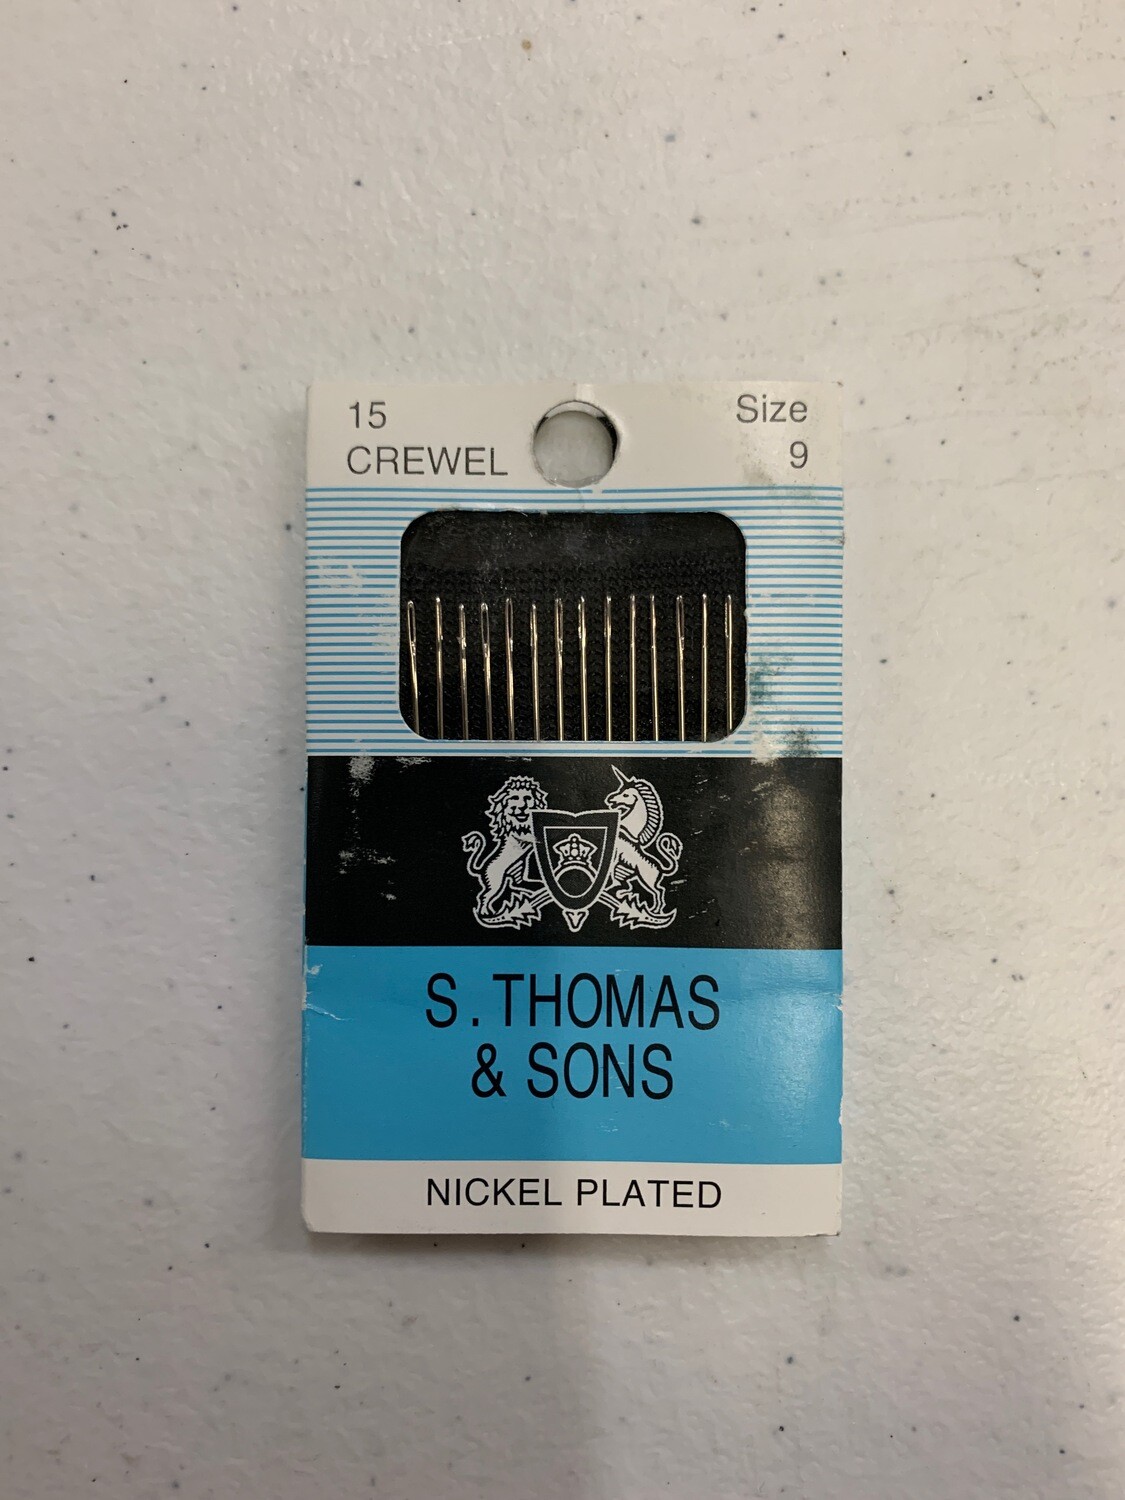 15
CREWEL
Size
9
S. THOMAS
& SONS
NICKEL PLATED